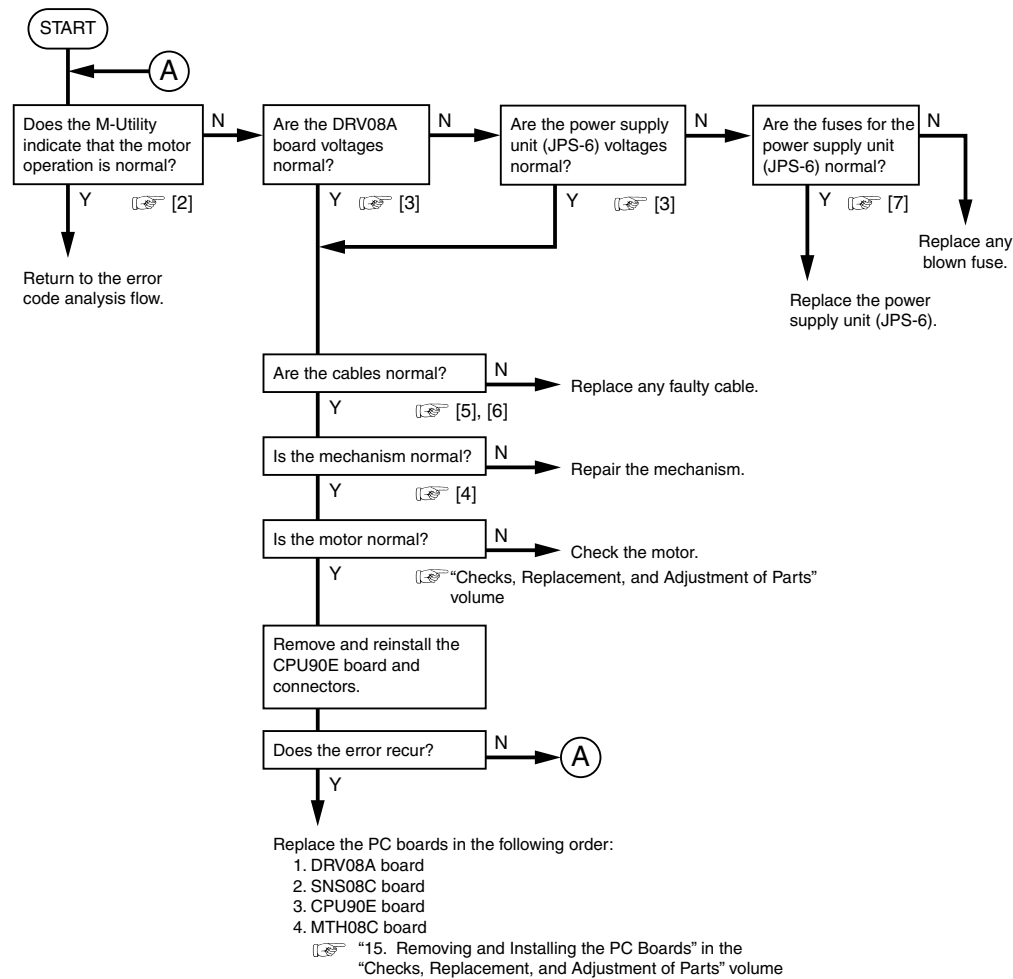 START
A
Does the M-Utility
indicate that the motor
operation is normal?
N
Y
[2]
Return to the error
code analysis flow.
Are the DRV08A
board voltages
normal?
N
Y
[3]
Are the power supply
unit (JPS-6) voltages
normal?
N
Y
[3]
Are the fuses for the
power supply unit
(JPS-6) normal?
N
Y
[7]
Replace any
blown fuse.
Replace the power
supply unit (JPS-6).
Are the cables normal?
N
Replace any faulty cable.
Y
[5], [6]
Is the mechanism normal?
N
Repair the mechanism.
Y
[4]
Is the motor normal?
N
Check the motor.
Y
“Checks, Replacement, and Adjustment of Parts”
volume
Remove and reinstall the
CPU90E board and
connectors.
Does the error recur?
N
A
Y
Replace the PC boards in the following order:
1. DRV08A board
2. SNS08C board
3. CPU90E board
4. MTH08C board
“15. Removing and Installing the PC Boards” in the
“Checks, Replacement, and Adjustment of Parts” volume